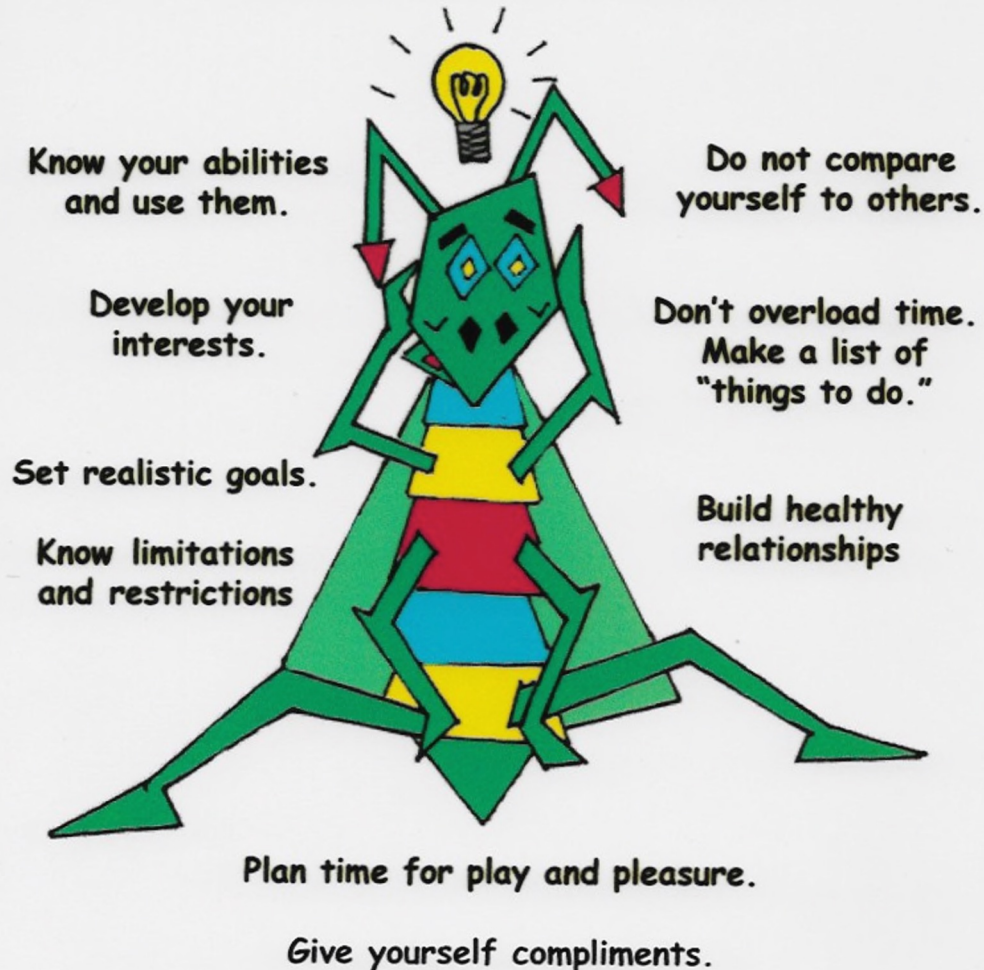 Know your abilities
and use them.
Develop your
interests.
Set realistic goals.
Know limitations
and restrictions
Do not compare
yourself to others.
Don't overload time.
Make a list of
“things to do.”
Build healthy
relationships
Plan time for play and pleasure.
Give yourself compliments.